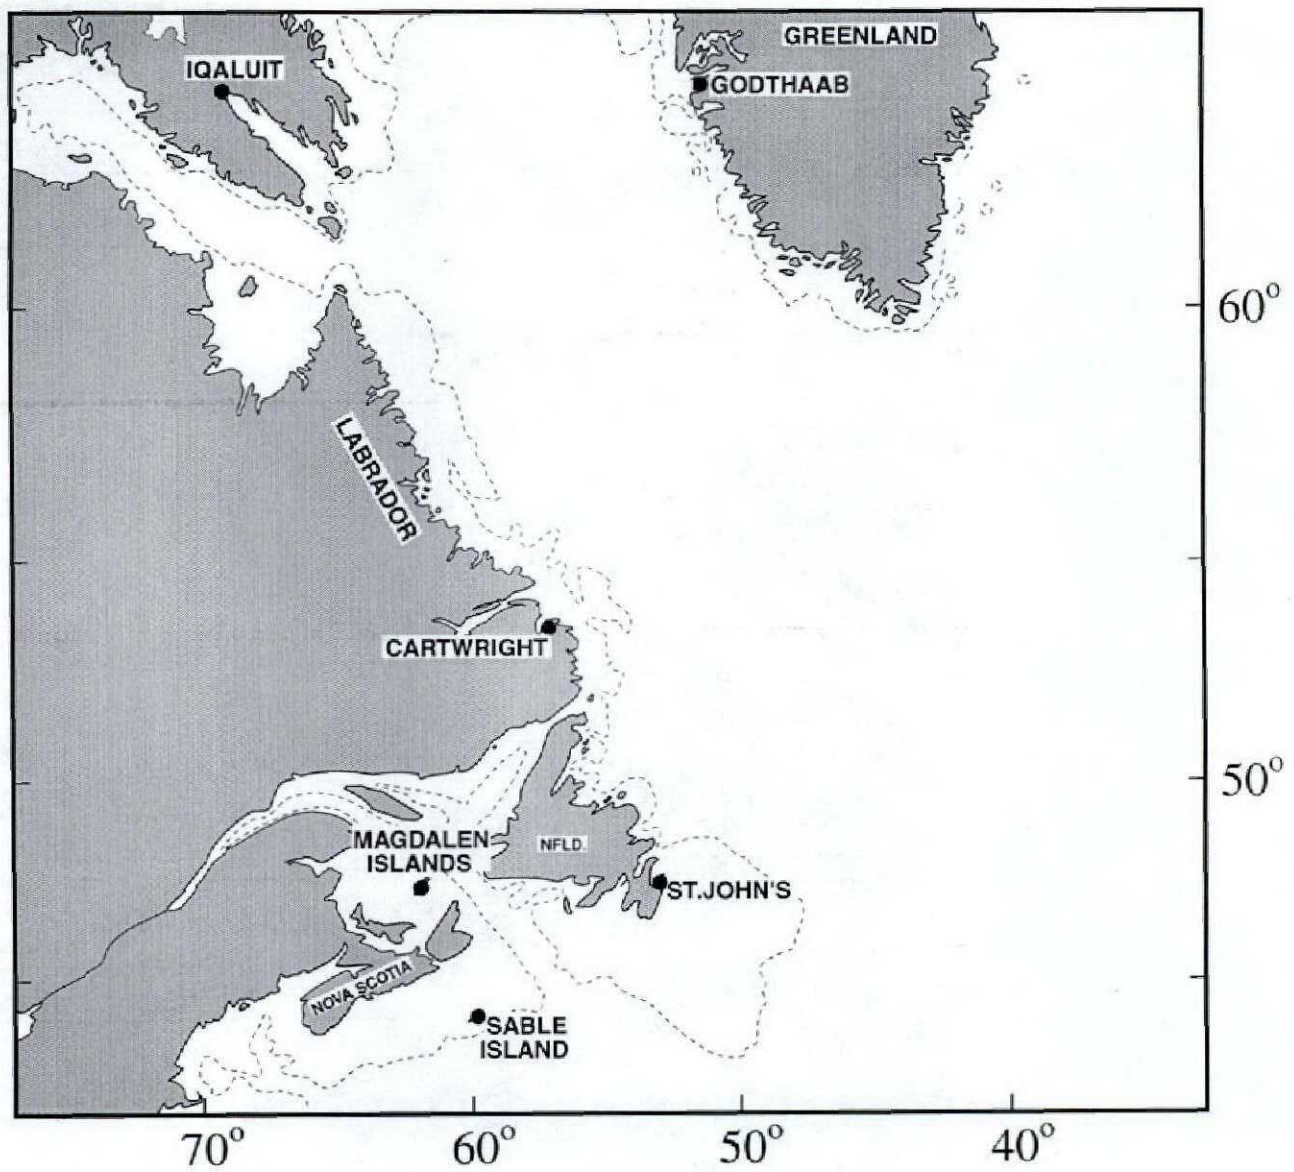 GREENLAND
IQALUIT
GODTHAAB
60°
LABRADOR
CARTWRIGHT
50°
MAGDALEN
ISLANDS
NFLD.
ST.JOHN'S
NOVA SCOTIA
SABLE
ISLAND
70°
60°
50°
40°